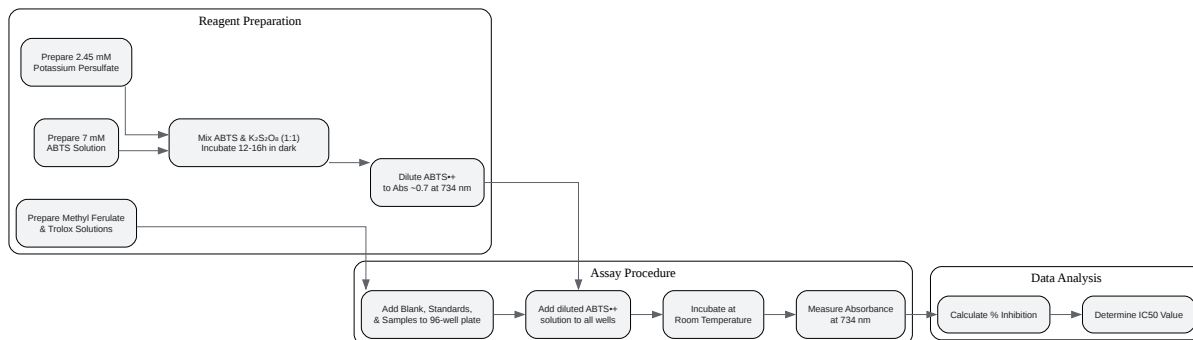 Reagent Preparation
Prepare 2.45 mM
Potassium Persulfate
Prepare 7 mM
ABTS Solution
Mix ABTS & K₂S₂O₈ (1:1)
Incubate 12-16h in dark
Dilute ABTS•+
to Abs ~0.7 at 734 nm
Prepare Methyl Ferulate
& Trolox Solutions
Assay Procedure
Add Blank, Standards,
& Samples to 96-well plate
Add diluted ABTS•+
solution to all wells
Incubate at
Room Temperature
Measure Absorbance
at 734 nm
Data Analysis
Calculate % Inhibition
Determine IC50 Value